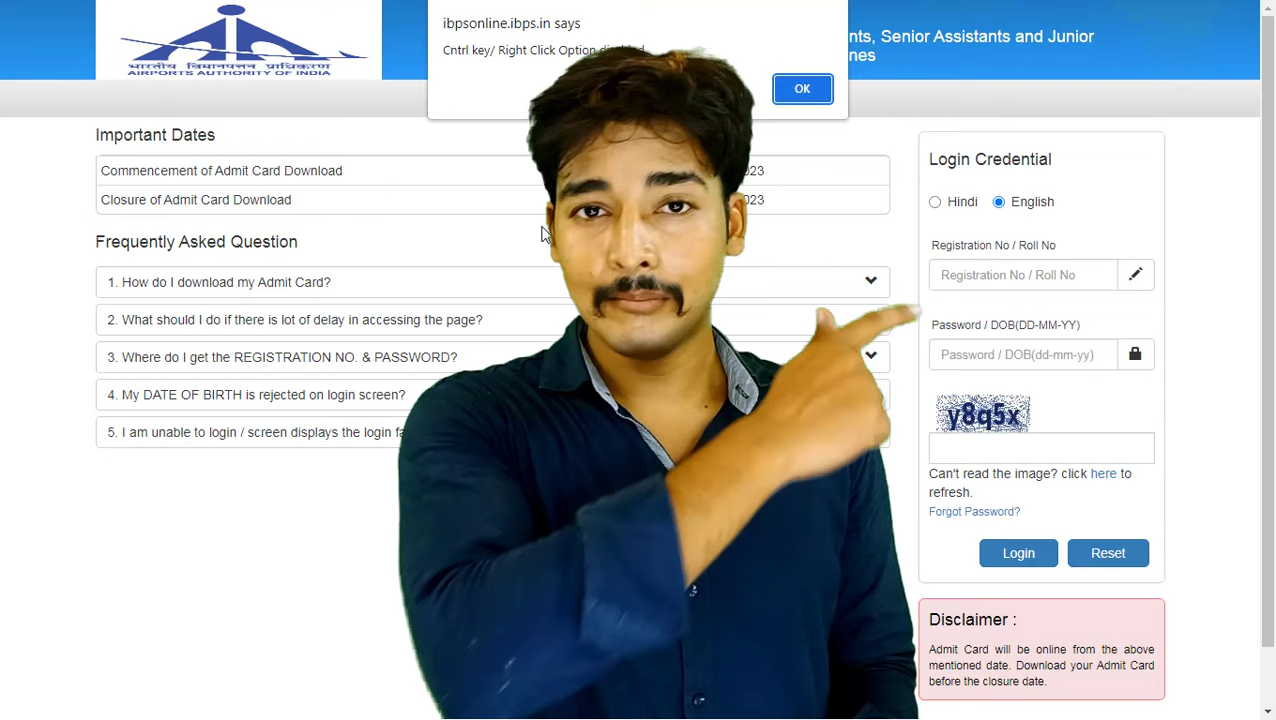 भारतीय विमानपत्तन प्राधिकरण
AIRPORTS AUTHORITY OF INDIA
ibpsonline.ibps.in says
Cntrl key/ Right Click Option
OK
nts, Senior Assistants and Junior
nes
Important Dates
Commencement of Admit Card Download
023
Closure of Admit Card Download
023
Frequently Asked Question
1. How do I download my Admit Card?
2. What should I do if there is lot of delay in accessing the page?
3. Where do I get the REGISTRATION NO. & PASSWORD?
4. My DATE OF BIRTH is rejected on login screen?
5. I am unable to login / screen displays the login fa
Login Credential
Hindi English
Registration No / Roll No
Registration No / Roll No
Password / DOB(DD-MM-YY)
Password / DOB(dd-mm-yy)
y8q5x
Can't read the image? click here to
refresh.
Forgot Password?
Login Reset
Disclaimer :
Admit Card will be online from the above
mentioned date. Download your Admit Card
before the closure date.